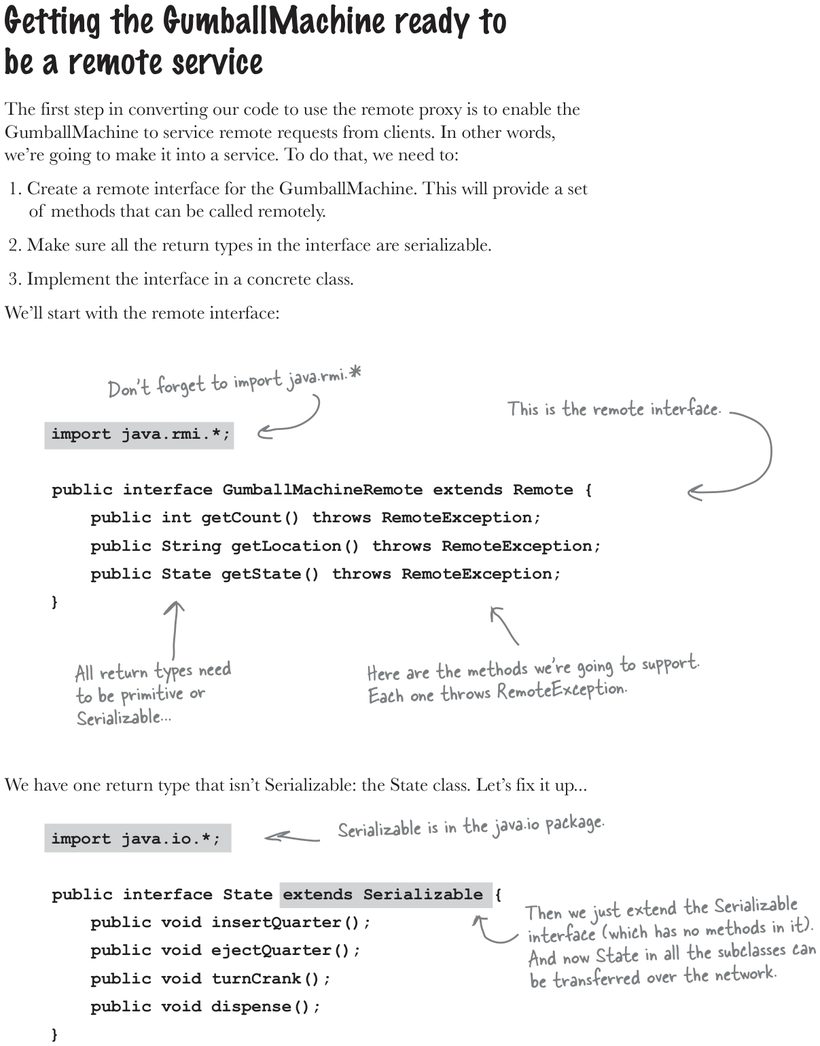 Getting the GumballMachine ready to
be a remote service
The first step in converting our code to use the remote proxy is to enable the
GumballMachine to service remote requests from clients. In other words,
we’re going to make it into a service. To do that, we need to:
1. Create a remote interface for the GumballMachine. This will provide a set
of methods that can be called remotely.
2. Make sure all the return types in the interface are serializable.
3. Implement the interface in a concrete class.
We’ll start with the remote interface:
Don’t forget to import java.rmi.*
This is the remote interface.
import java.rmi.*;
public interface GumballMachineRemote extends Remote {
public int getCount() throws RemoteException;
public String getLocation() throws RemoteException;
public State getState() throws RemoteException;
}
All return types need
to be primitive or
Serializable...
Here are the methods we’re going to support.
Each one throws RemoteException.
We have one return type that isn’t Serializable: the State class. Let’s fix it up...
import java.io.*;
Serializable is in the java.io package.
public interface State extends Serializable {
public void insertQuarter();
public void ejectQuarter();
public void turnCrank();
public void dispense();
}
Then we just extend the Serializable
interface (which has no methods in it).
And now State in all the subclasses can
be transferred over the network.